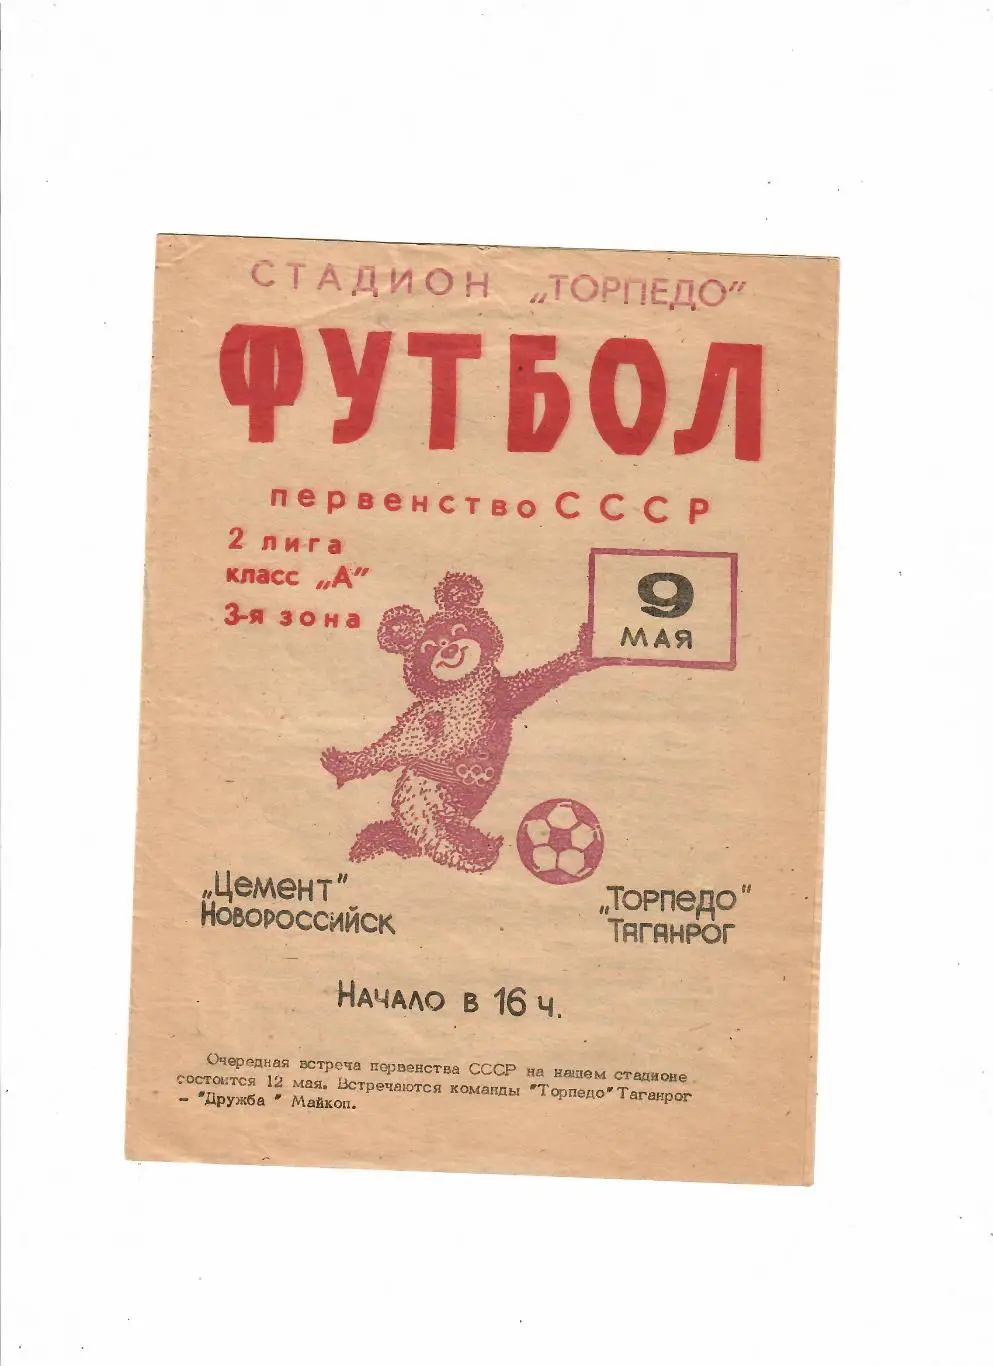 СТАДИОН „ТОРПЕДО"
ФУТБОЛ
первенство СССР
2 лига
класс „А"
3-я зона
9
МАЯ
„Цемент"
Новороссийск
„Торпедо"
Таганрог
Начало в 16 ч.
Очередная встреча первенства СССР на нашем стадионе
состоится 12 мая. Встречаются команды "Торпедо" Таганрог
- "Дружба " Майкоп.